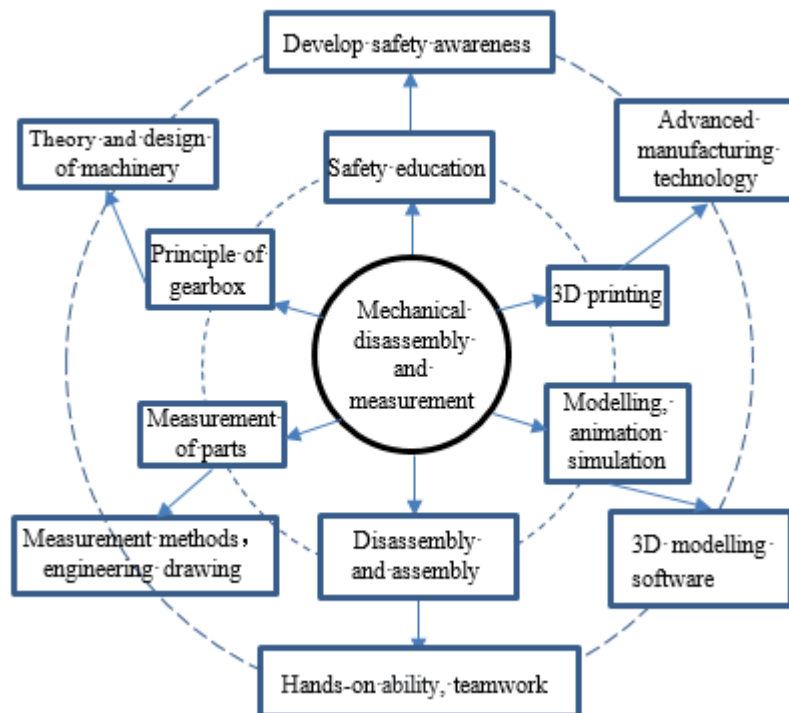 Develop safety awareness
Theory and design
of machinery
Advanced
manufacturing
technology
Safety education
Principle of
gearbox
3D printing
Mechanical
disassembly
and
measurement
Measurement
of parts
Modelling,
animation
simulation
Measurement methods，
engineering drawing
Disassembly
and assembly
3D modelling
software
Hands-on ability, teamwork